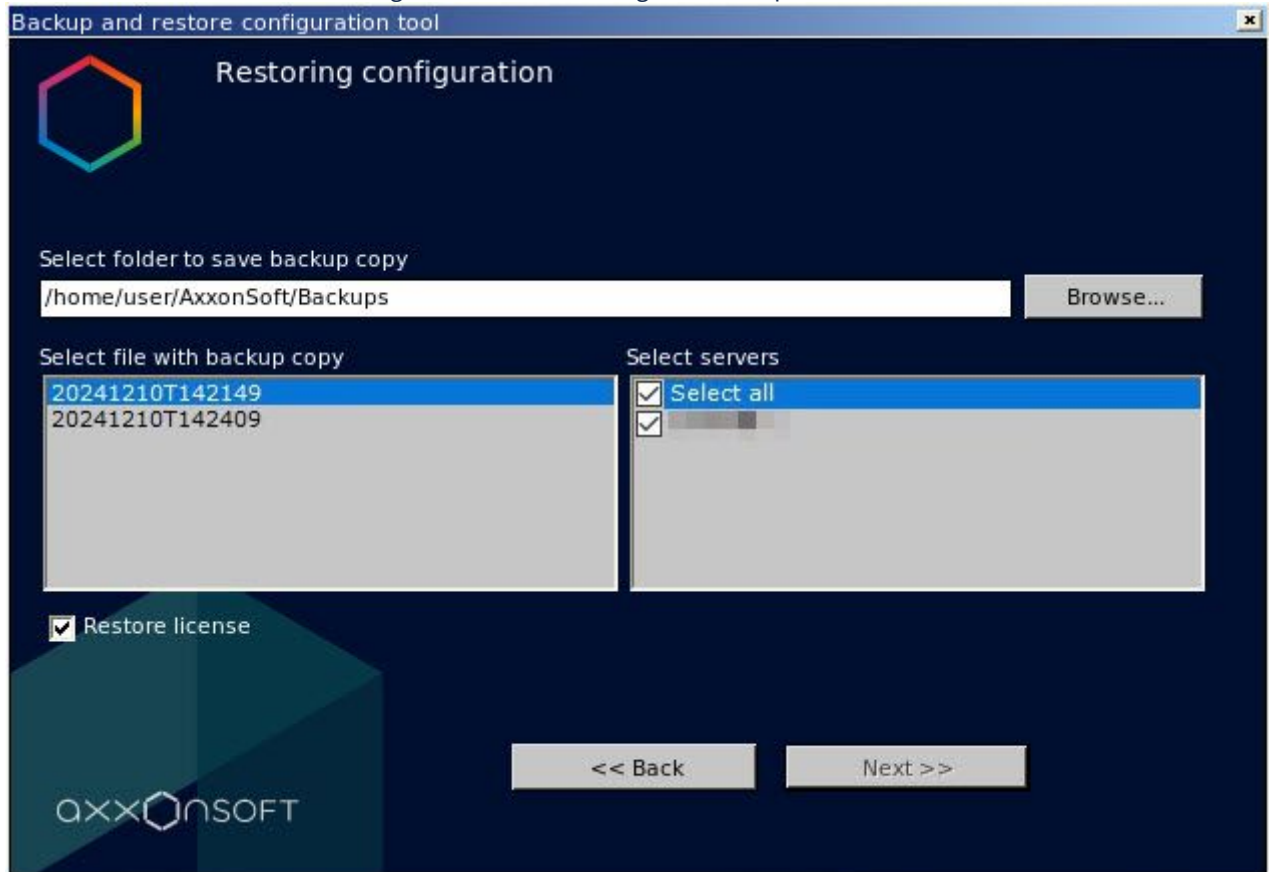 Backup and restore configuration tool
Restoring configuration
Select folder to save backup copy
/home/user/AxxonSoft/Backups
Browse...
Select file with backup copy
Select servers
20241210T142149
20241210T142409
Select all
Restore license
<< Back
Next >>
axxonsoft